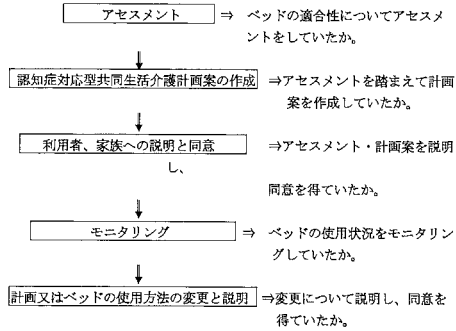 アセスメント ⇒ ベッドの適合性についてアセスメ
ントをしていたか。
⇓
認知症対応型共同生活介護計画案の作成 ⇒アセスメントを踏まえて計画
案を作成していたか。
⇓
利用者、家族への説明と同意 ⇒アセスメント・計画案を説明
し、
同意を得ていたか。
⇓
モニタリング ⇒ ベッドの使用状況をモニタリン
グしていたか。
⇓
計画又はベッドの使用方法の変更と説明 ⇒変更について説明し、同意を
得ていたか。